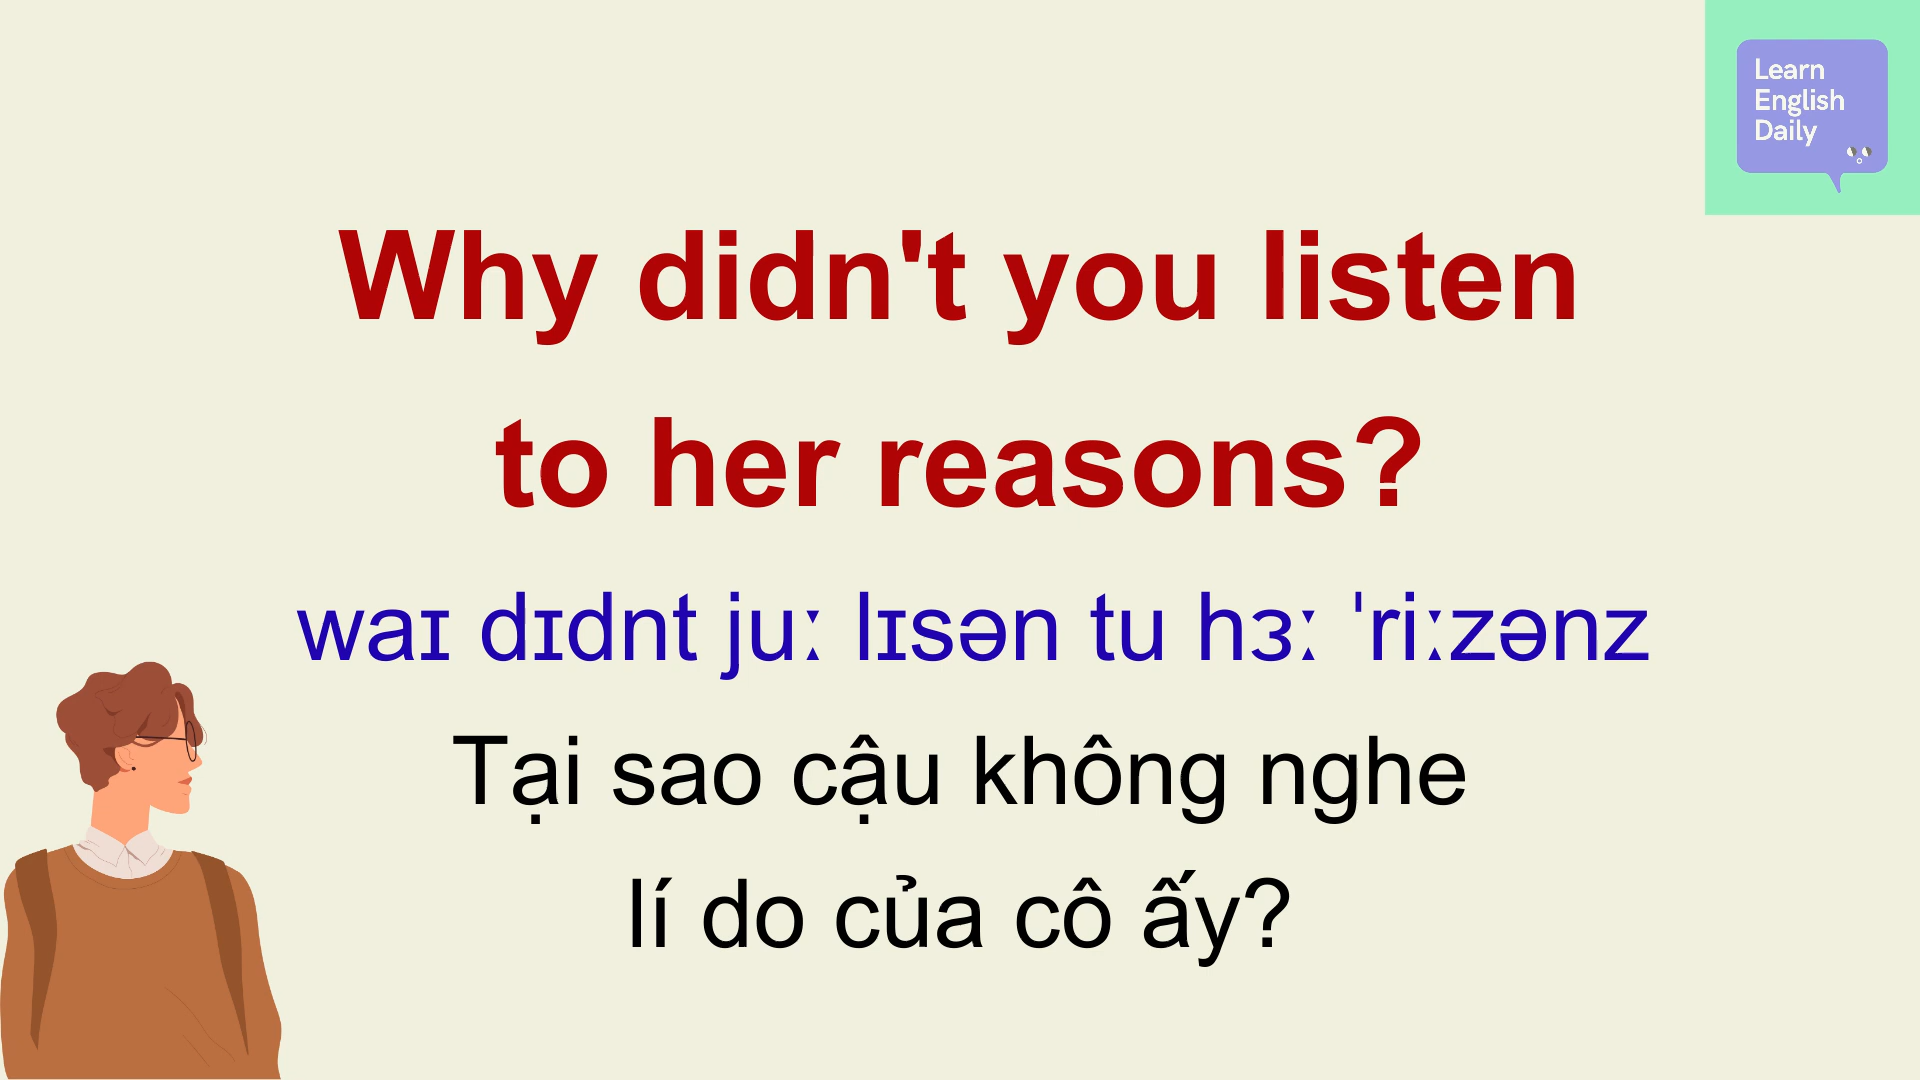 Learn
English
Daily
Why didn't you listen
to her reasons?
waɪ dɪdnt juː lɪsən tu hɜː ˈriːzənz
Tại sao cậu không nghe
lí do của cô ấy?